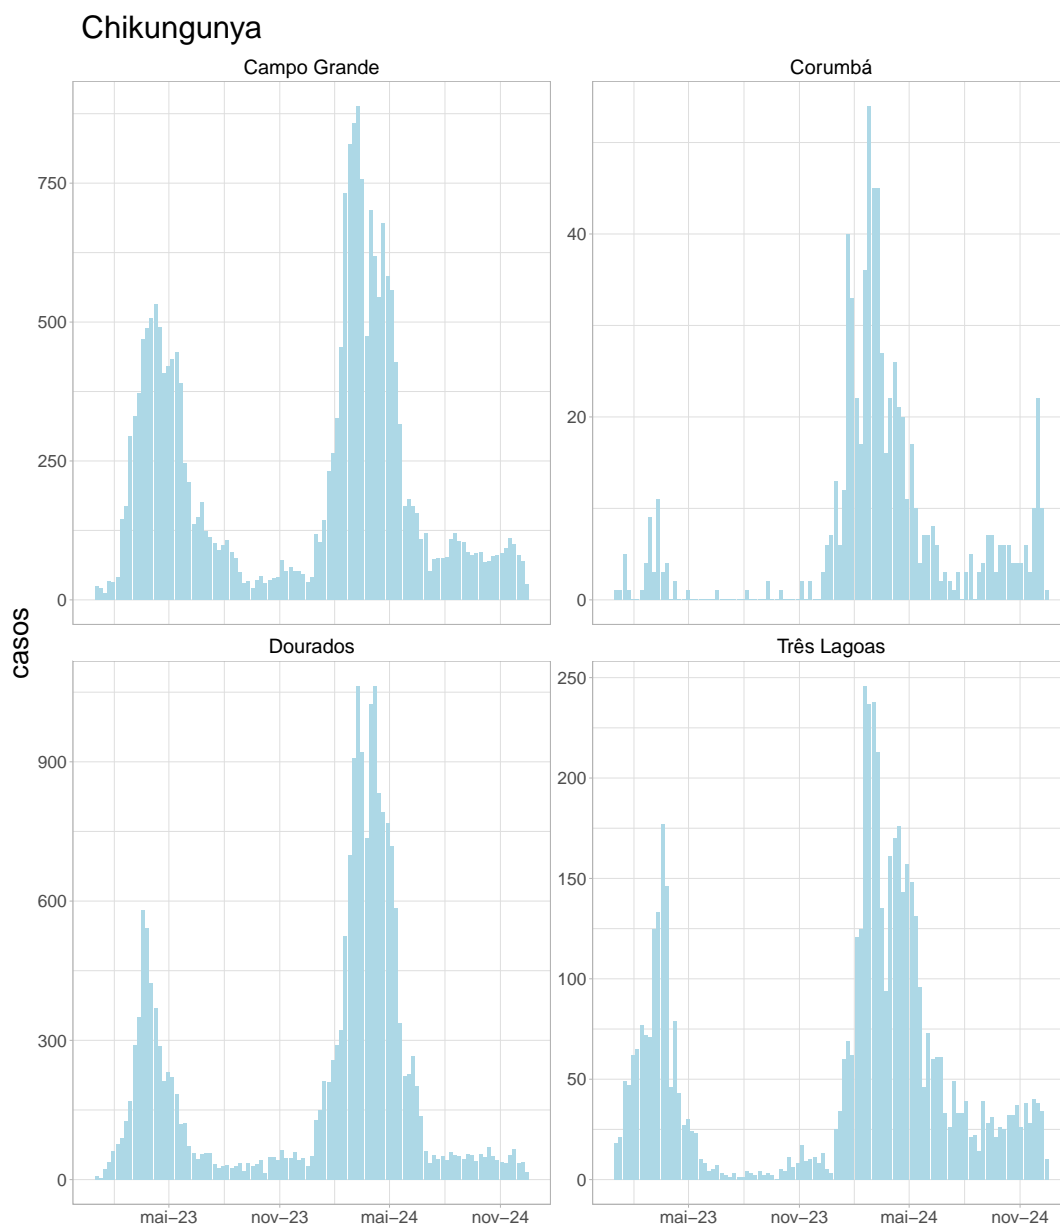 Chikungunya
Campo Grande
Corumbá
750
500
250
0
40
20
0
casos
Dourados
Três Lagoas
900
600
300
0
250
200
150
100
50
0
mai–23 nov–23 mai–24 nov–24
mai–23 nov–23 mai–24 nov–24